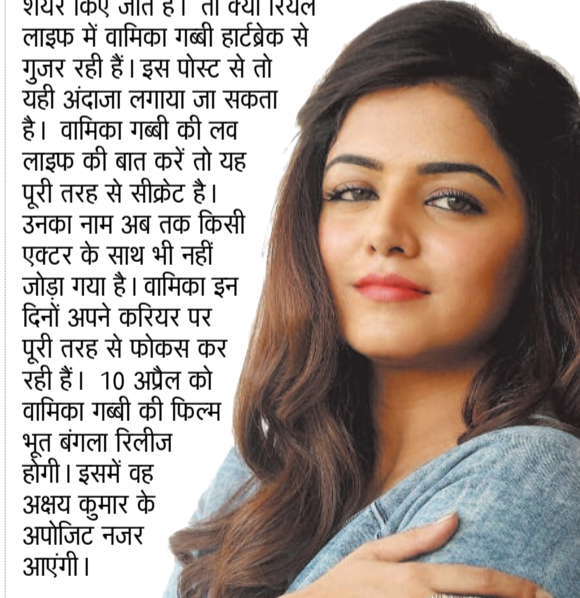 शेयर किए जाते हैं। तो क्या रियल
लाइफ में वामिका गब्बी हार्टब्रेक से
गुजर रही हैं। इस पोस्ट से तो
यही अंदाजा लगाया जा सकता
है। वामिका गब्बी की लव
लाइफ की बात करें तो यह
पूरी तरह से सीक्रेट है।
उनका नाम अब तक किसी
एक्टर के साथ भी नहीं
जोड़ा गया है। वामिका इन
दिनों अपने करियर पर
पूरी तरह से फोकस कर
रही हैं। 10 अप्रैल को
वामिका गब्बी की फिल्म
भूत बंगला रिलीज
होगी। इसमें वह
अक्षय कुमार के
अपोजिट नजर
आएंगी।